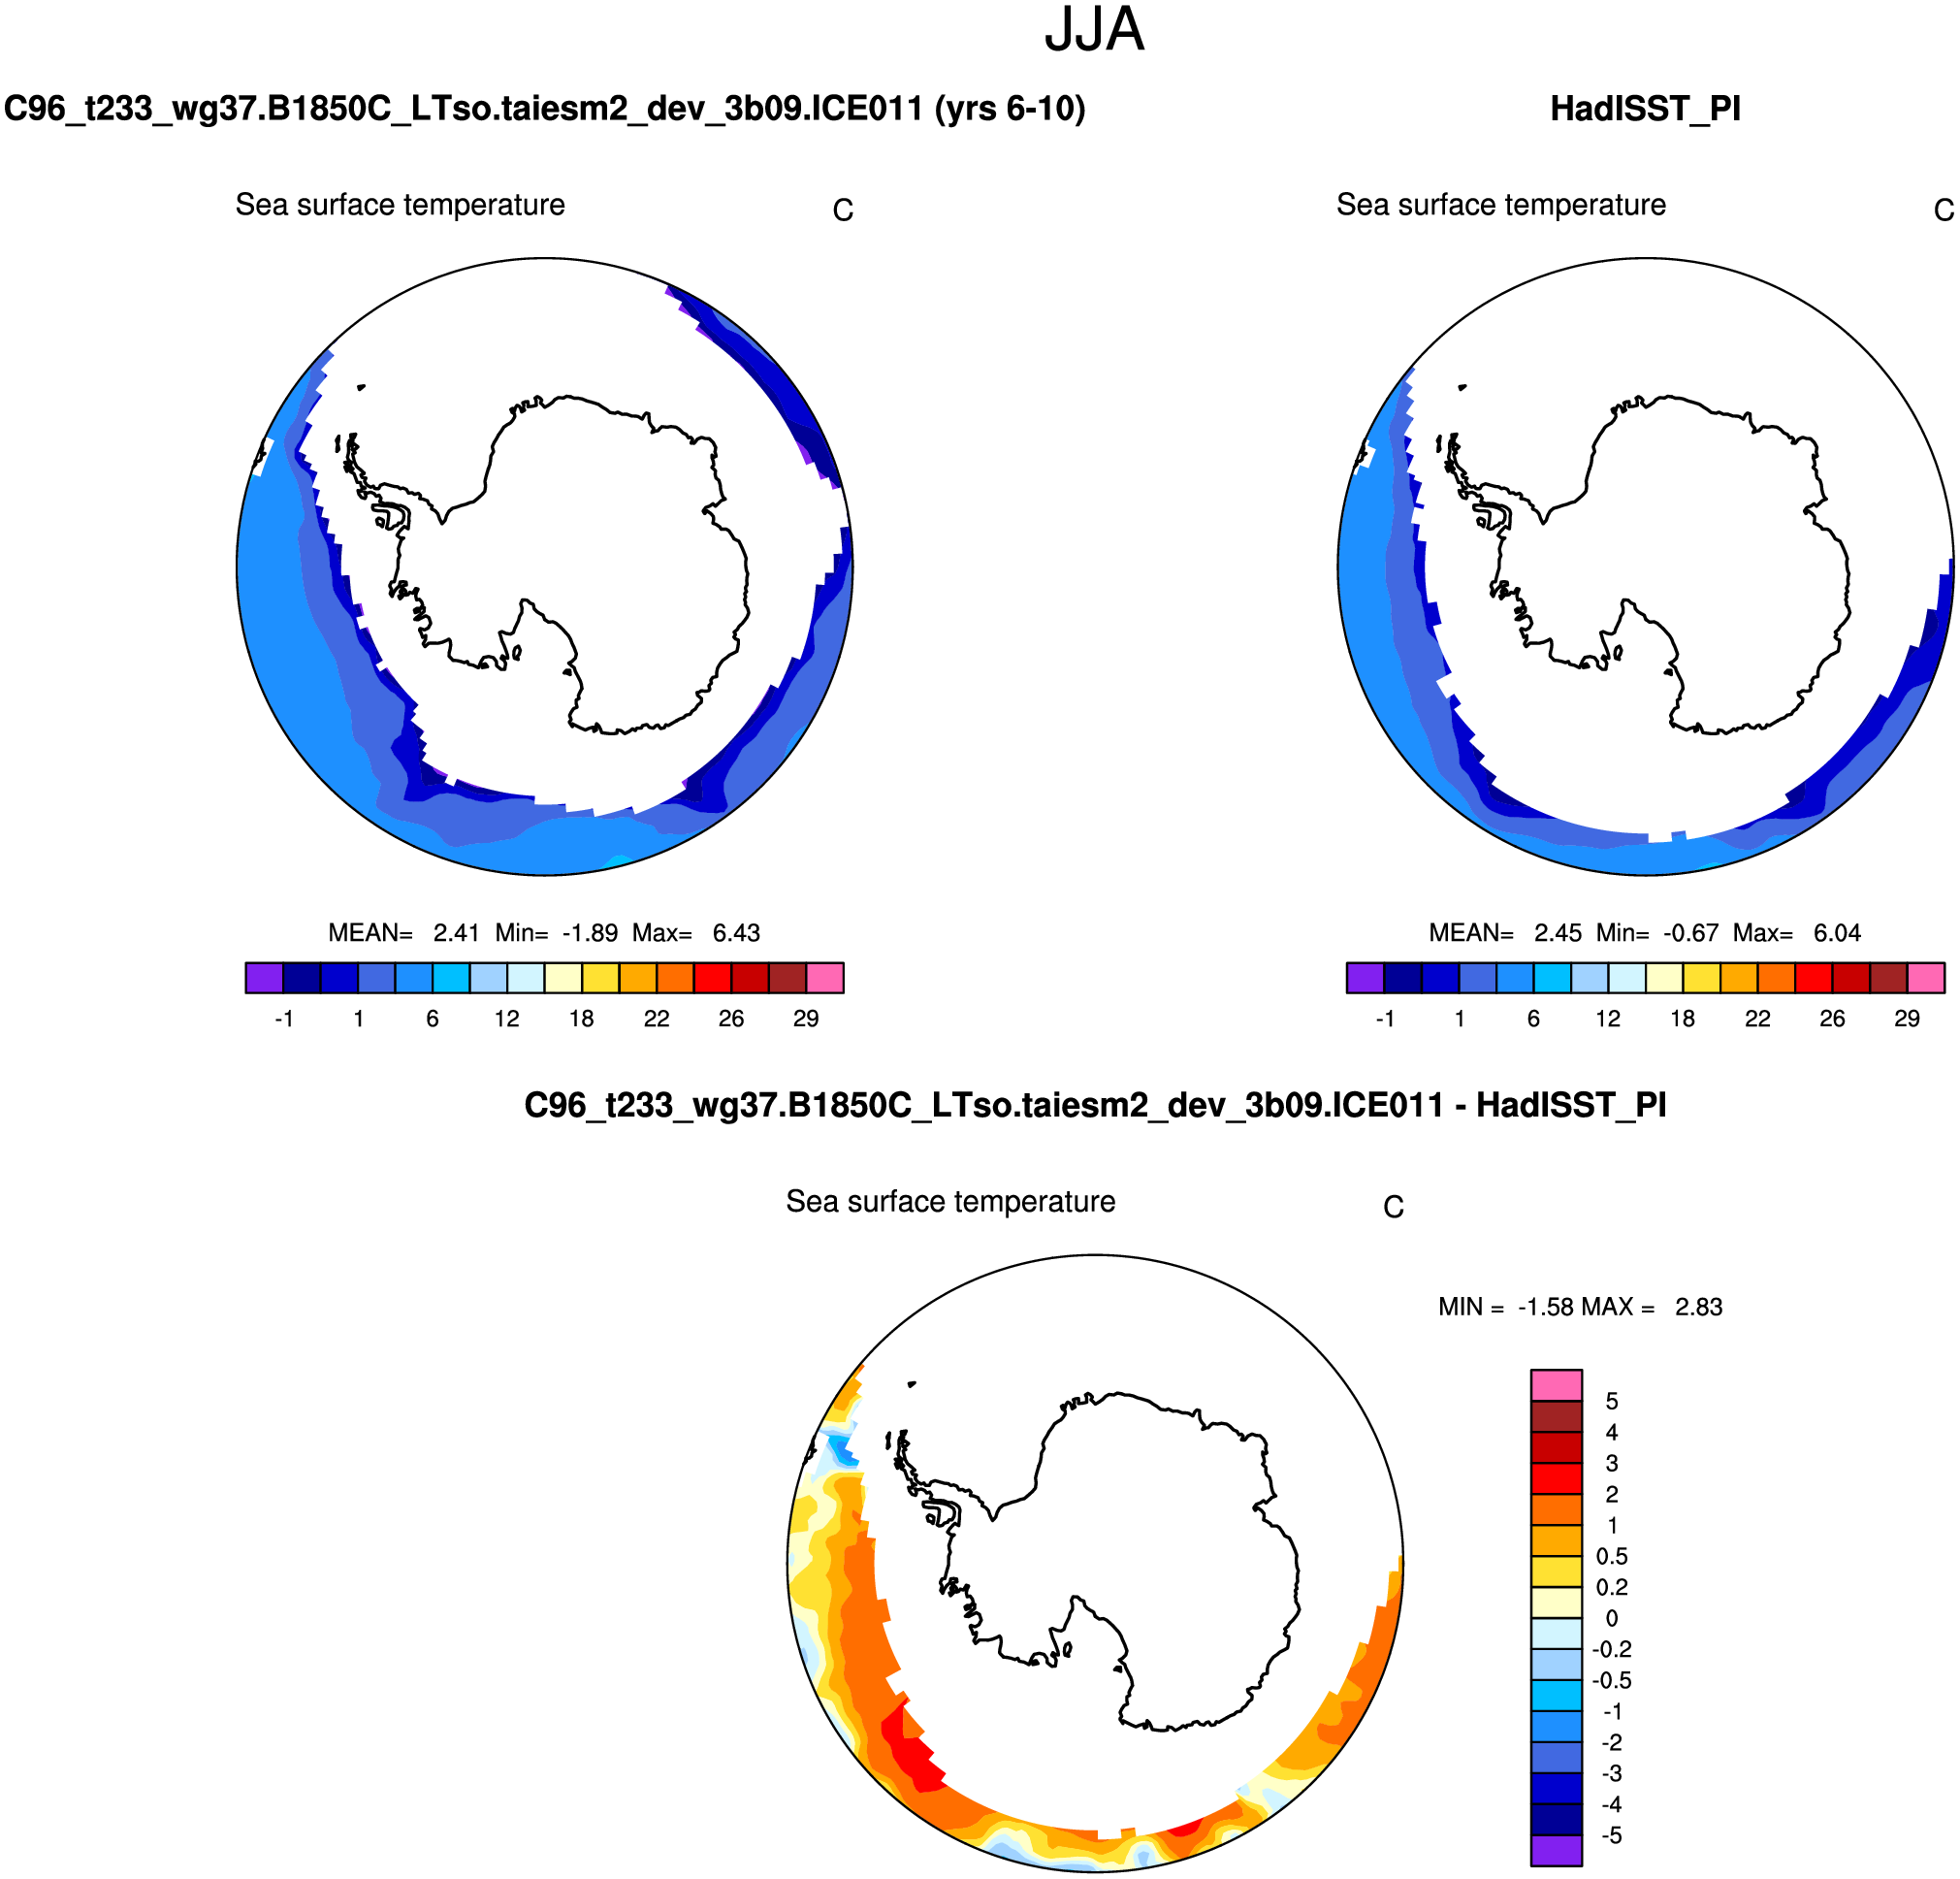 JJA
C96_t233_wg37.B1850C_LTso.taiesm2_dev_3b09.ICE011 (yrs 6-10)
HadISST_PI
Sea surface temperature C
Sea surface temperature C
MEAN= 2.41 Min= -1.89 Max= 6.43
MEAN= 2.45 Min= -0.67 Max= 6.04
-1 1 6 12 18 22 26 29
-1 1 6 12 18 22 26 29
C96_t233_wg37.B1850C_LTso.taiesm2_dev_3b09.ICE011 - HadISST_PI
Sea surface temperature C
MIN = -1.58 MAX = 2.83
5
4
3
2
1
0.5
0.2
0
-0.2
-0.5
-1
-2
-3
-4
-5